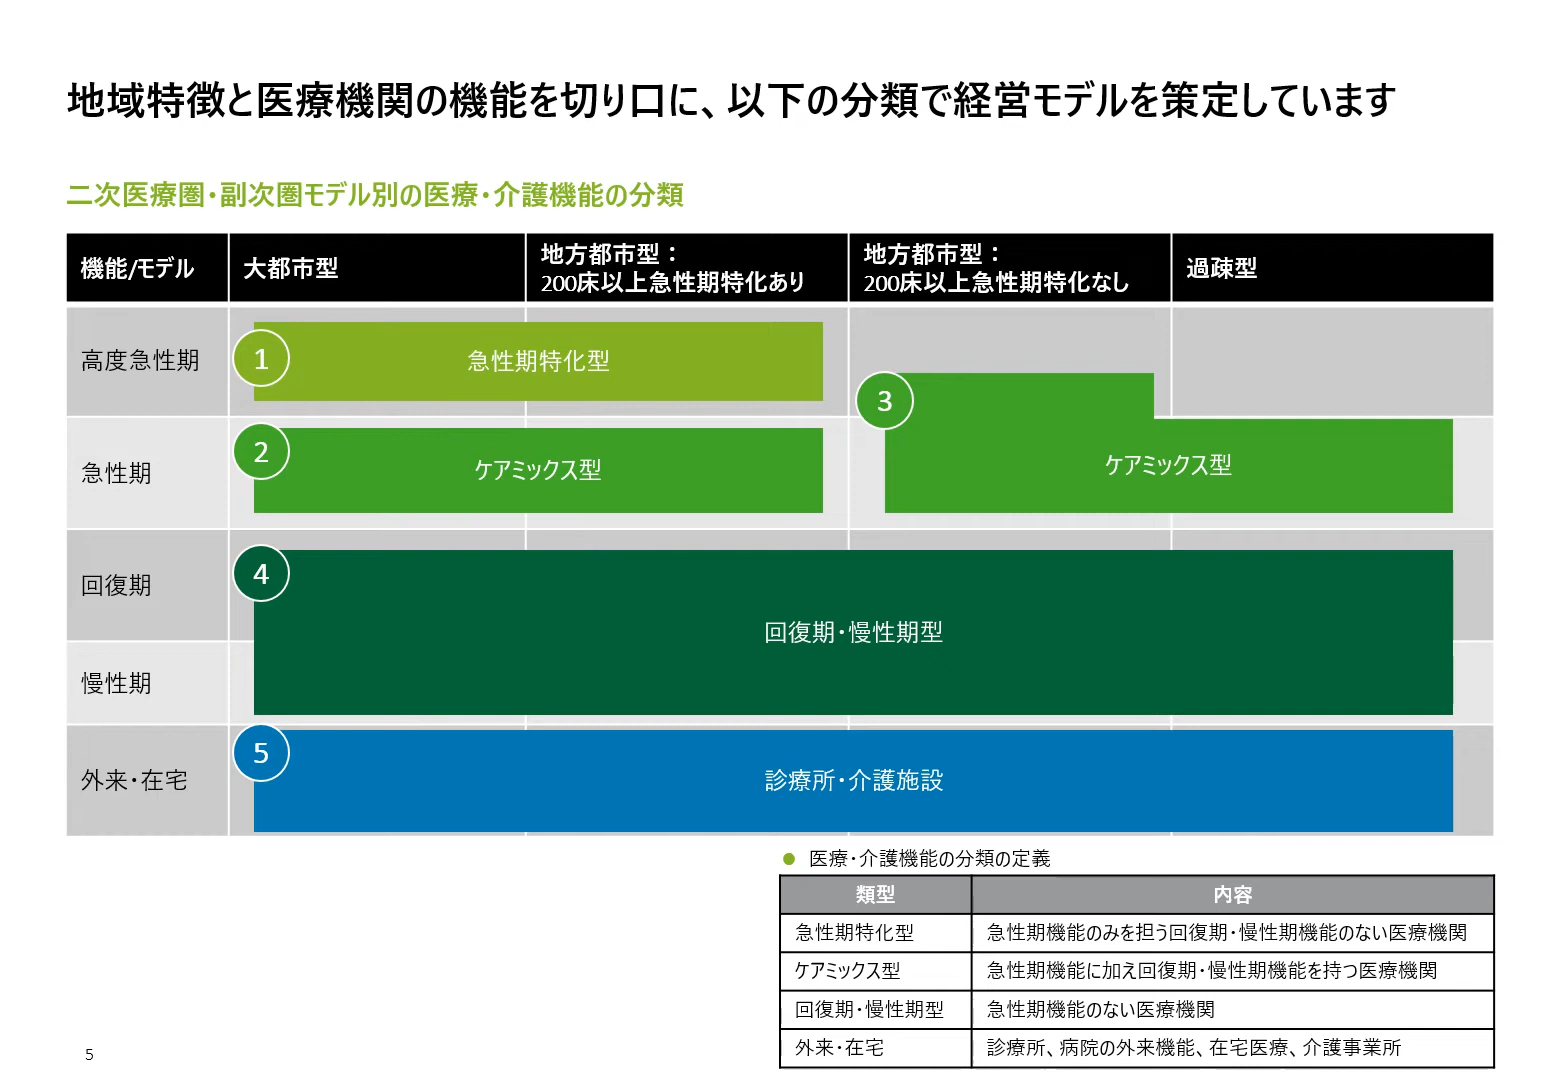 地域特徴と医療機関の機能を切り口に、以下の分類で経営モデルを策定しています
二次医療圏・副次圏モデル別の医療・介護機能の分類
機能/モデル
大都市型
地方都市型：
200床以上急性期特化あり
地方都市型：
200床以上急性期特化なし
過疎型
高度急性期
1
急性期特化型
3
急性期
2
ケアミックス型
ケアミックス型
回復期
4
回復期・慢性期型
慢性期
外来・在宅
5
診療所・介護施設
● 医療・介護機能の分類の定義
類型 内容
急性期特化型 急性期機能のみを担う回復期・慢性期機能のない医療機関
ケアミックス型 急性期機能に加え回復期・慢性期機能を持つ医療機関
回復期・慢性期型 急性期機能のない医療機関
外来・在宅 診療所、病院の外来機能、在宅医療、介護事業所
5